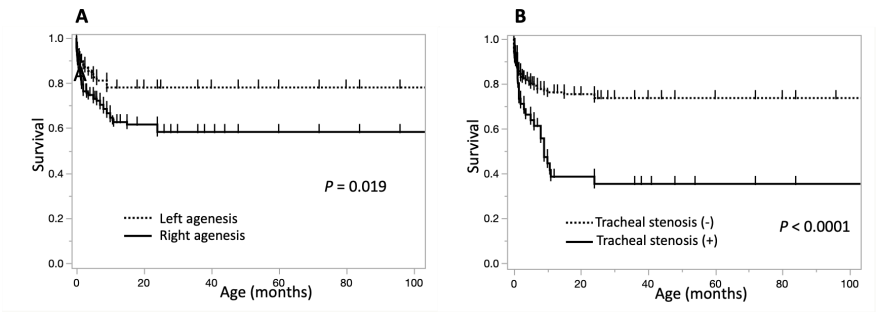 A
1.0
0.8
0.6
0.4
0.2
0.0
Survival
P = 0.019
Left agenesis
Right agenesis
0 20 40 60 80 100
Age (months)
B
1.0
0.8
0.6
0.4
0.2
0.0
Survival
Tracheal stenosis (-)
Tracheal stenosis (+)
P < 0.0001
0 20 40 60 80 100
Age (months)